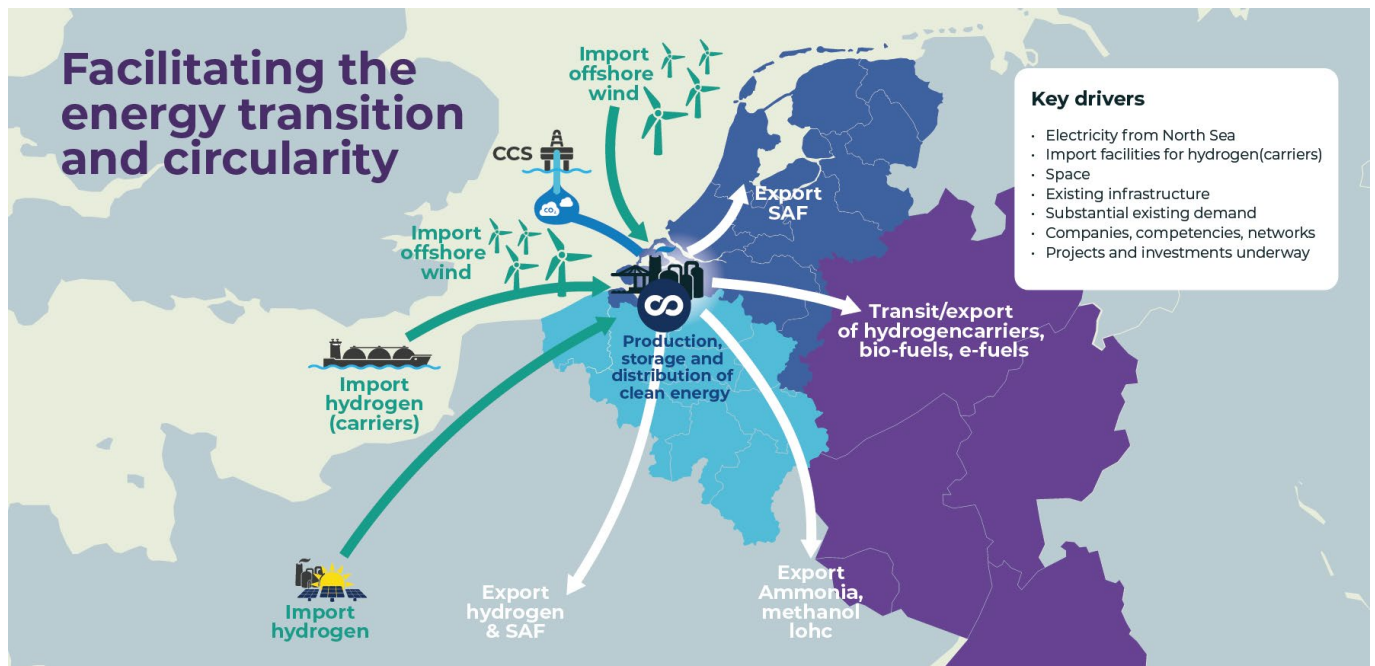 Facilitating the
energy transition
and circularity
Import
offshore
wind
CCS
CO₂
Import
offshore
wind
Export
SAF
Key drivers
· Electricity from North Sea
· Import facilities for hydrogen(carriers)
· Space
· Existing infrastructure
· Substantial existing demand
· Companies, competencies, networks
· Projects and investments underway
Transit/export
of hydrogencarriers,
bio-fuels, e-fuels
Production,
storage and
distribution of
clean energy
Import
hydrogen
(carriers)
Import
hydrogen
Export
hydrogen
& SAF
Export
Ammonia,
methanol
lohc